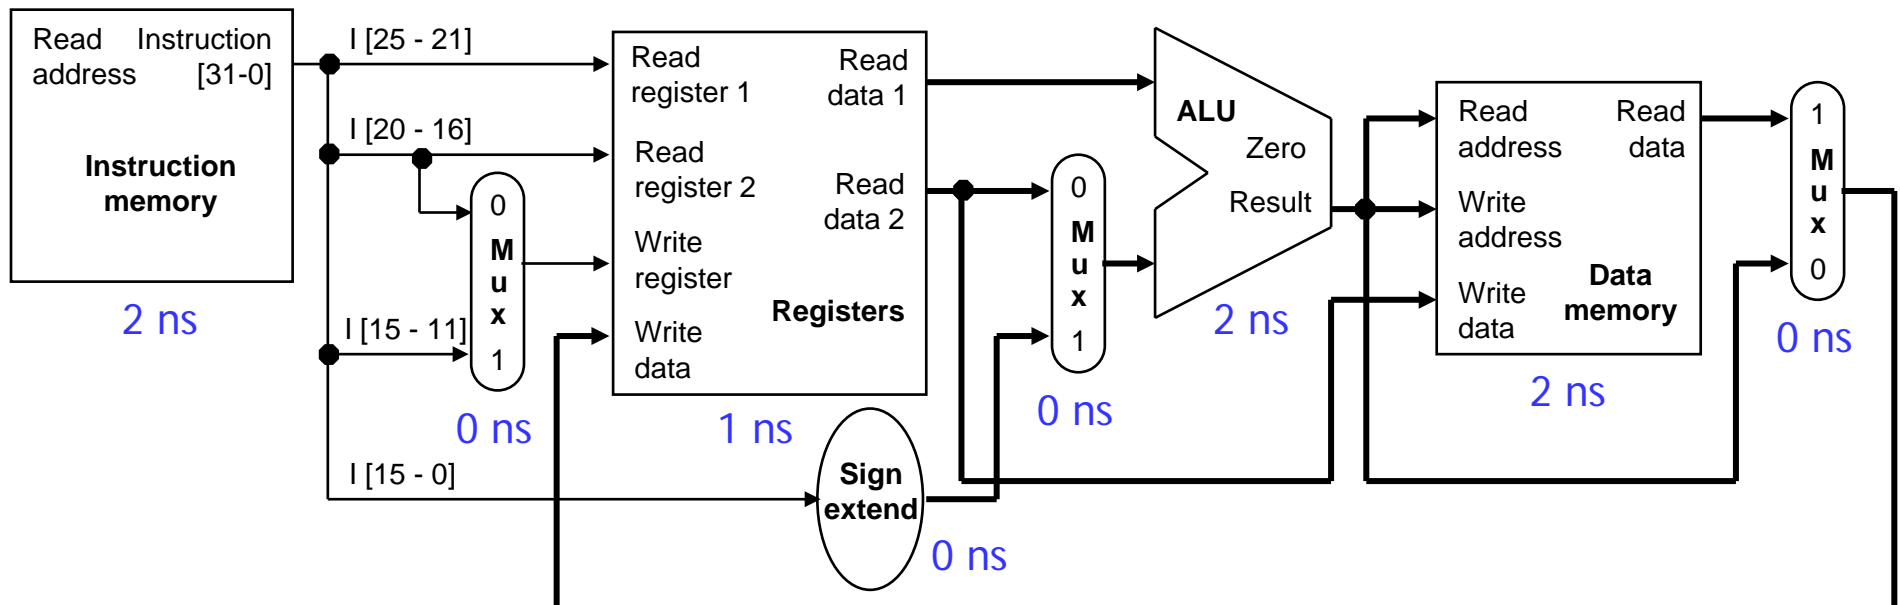 Read Instruction
address [31-0]
Instruction
memory
2 ns
I [25 - 21]
I [20 - 16]
I [15 - 11]
I [15 - 0]
0
M
u
x
1
0 ns
Read
register 1
Read
data 1
Read
register 2
Read
data 2
Write
register
Write
data
Registers
1 ns
Sign
extend
0 ns
0
M
u
x
1
0 ns
ALU
Zero
Result
2 ns
Read
address
Read
data
Write
address
Write
data
Data
memory
2 ns
1
M
u
x
0
0 ns